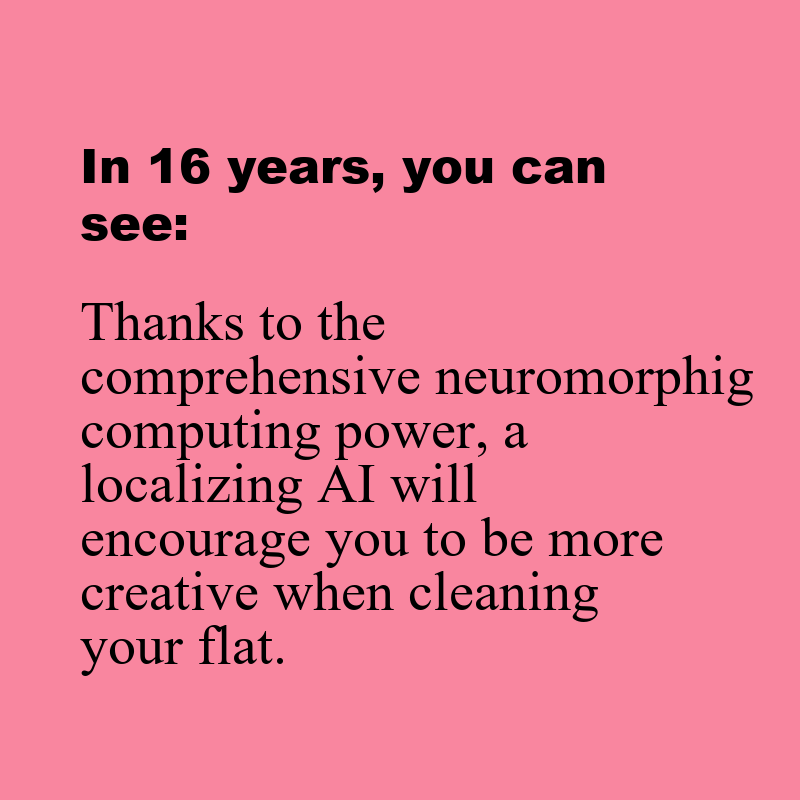 In 16 years, you can
see:
Thanks to the
comprehensive neuromorphig
computing power, a
localizing AI will
encourage you to be more
creative when cleaning
your flat.